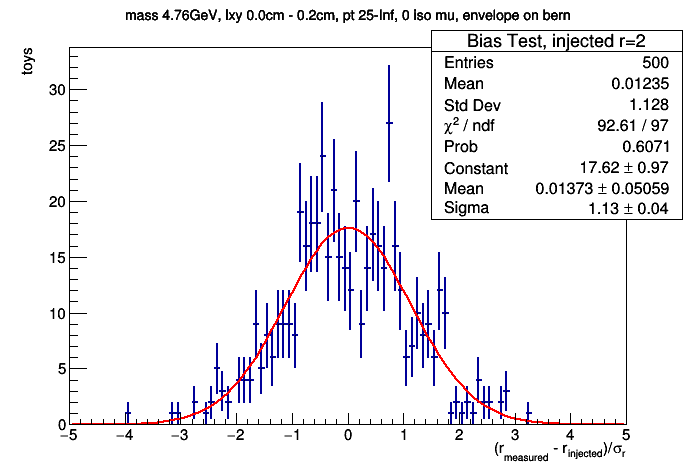 mass 4.76GeV, lxy 0.0cm - 0.2cm, pt 25-Inf, 0 Iso mu, envelope on bern
Bias Test, injected r=2
Entries 500
Mean 0.01235
Std Dev 1.128
χ² / ndf 92.61 / 97
Prob 0.6071
Constant 17.62 ± 0.97
Mean 0.01373 ± 0.05059
Sigma 1.13 ± 0.04
toys
30
25
20
15
10
5
0
−5 −4 −3 −2 −1 0 1 2 3 4 5
(r_measured - r_injected)/σ_r